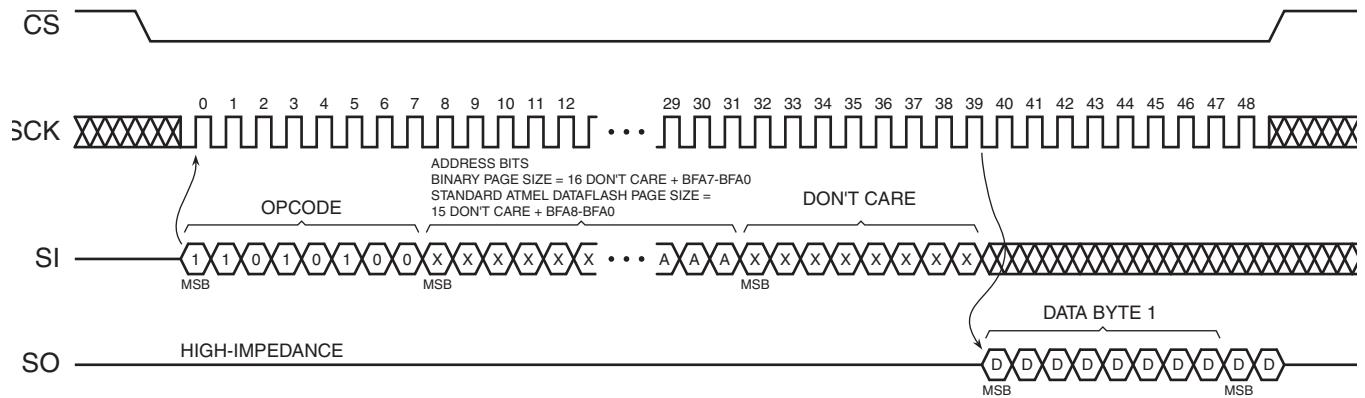 CS
0 1 2 3 4 5 6 7 8 9 10 11 12 29 30 31 32 33 34 35 36 37 38 39 40 41 42 43 44 45 46 47 48
SCK
ADDRESS BITS
BINARY PAGE SIZE = 16 DON'T CARE + BFA7-BFA0
STANDARD ATMEL DATAFLASH PAGE SIZE =
15 DON'T CARE + BFA8-BFA0
OPCODE
DON'T CARE
SI
1 1 0 1 0 1 0 0 X X X X X X A A A X X X X X X X X
MSB MSB MSB
DATA BYTE 1
HIGH-IMPEDANCE
SO
D D D D D D D D D D
MSB MSB